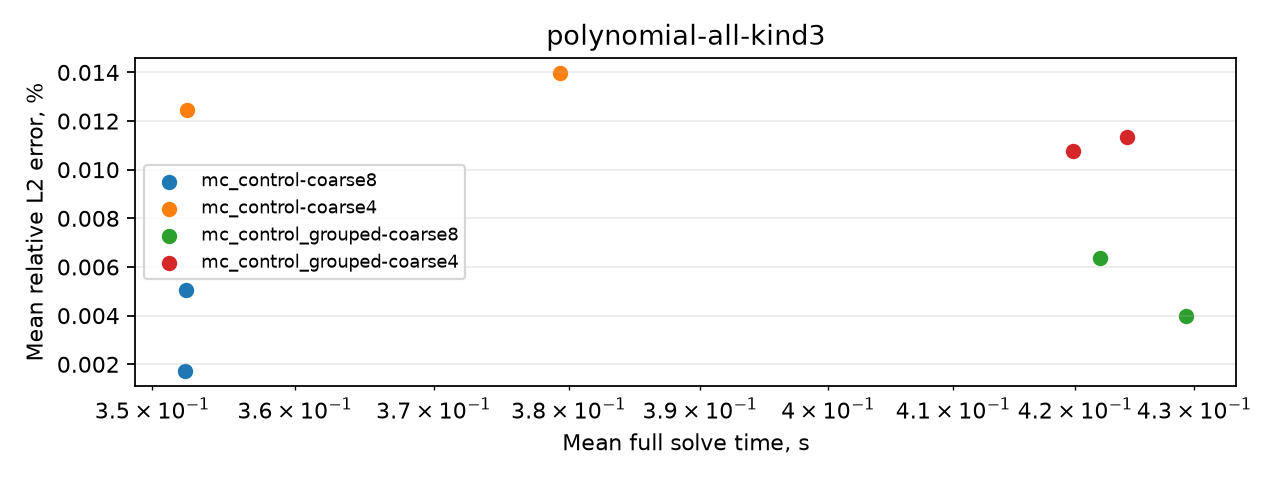 polynomial-all-kind3
Mean relative L2 error, %
0.014
0.012
0.010
0.008
0.006
0.004
0.002
mc_control-coarse8
mc_control-coarse4
mc_control_grouped-coarse8
mc_control_grouped-coarse4
3.5 × 10⁻¹ 3.6 × 10⁻¹ 3.7 × 10⁻¹ 3.8 × 10⁻¹ 3.9 × 10⁻¹ 4 × 10⁻¹ 4.1 × 10⁻¹ 4.2 × 10⁻¹ 4.3 × 10⁻¹
Mean full solve time, s